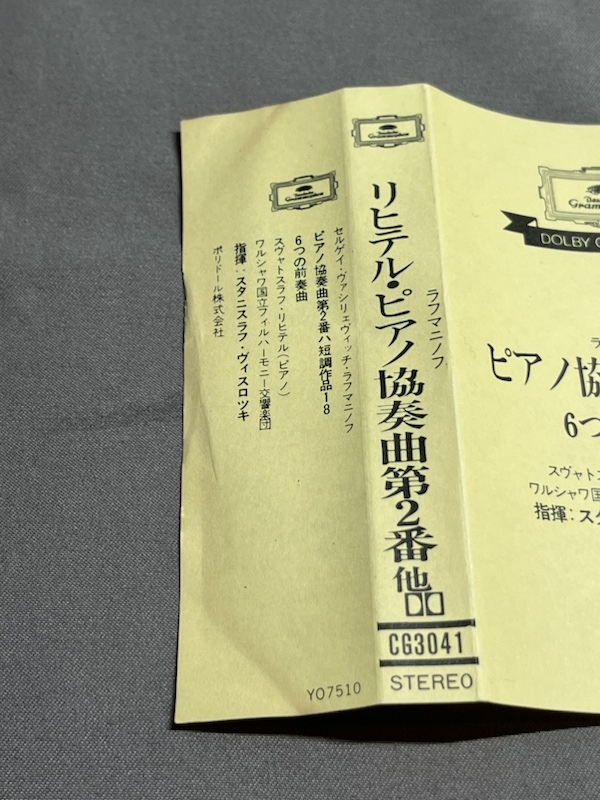 Deutsche
Grammophon
セルゲイ・ヴァシリェヴィッチ・ラフマニノフ
ピアノ協奏曲第2番ハ短調作品18
6つの前奏曲
スヴャトスラフ・リヒテル(ピアノ)
ワルシャワ国立フィルハーモニー交響楽団
指揮:スタニスラフ・ヴィスロツキ
ポリドール株式会社
YO7510
Deutsche
Grammophon
ラフマニノフ
リヒテル・ピアノ協奏曲第2番他
CG3041
STEREO
DOLBY
ピアノ協
6つ
スヴャト
ワルシャワ国
指揮:スタ